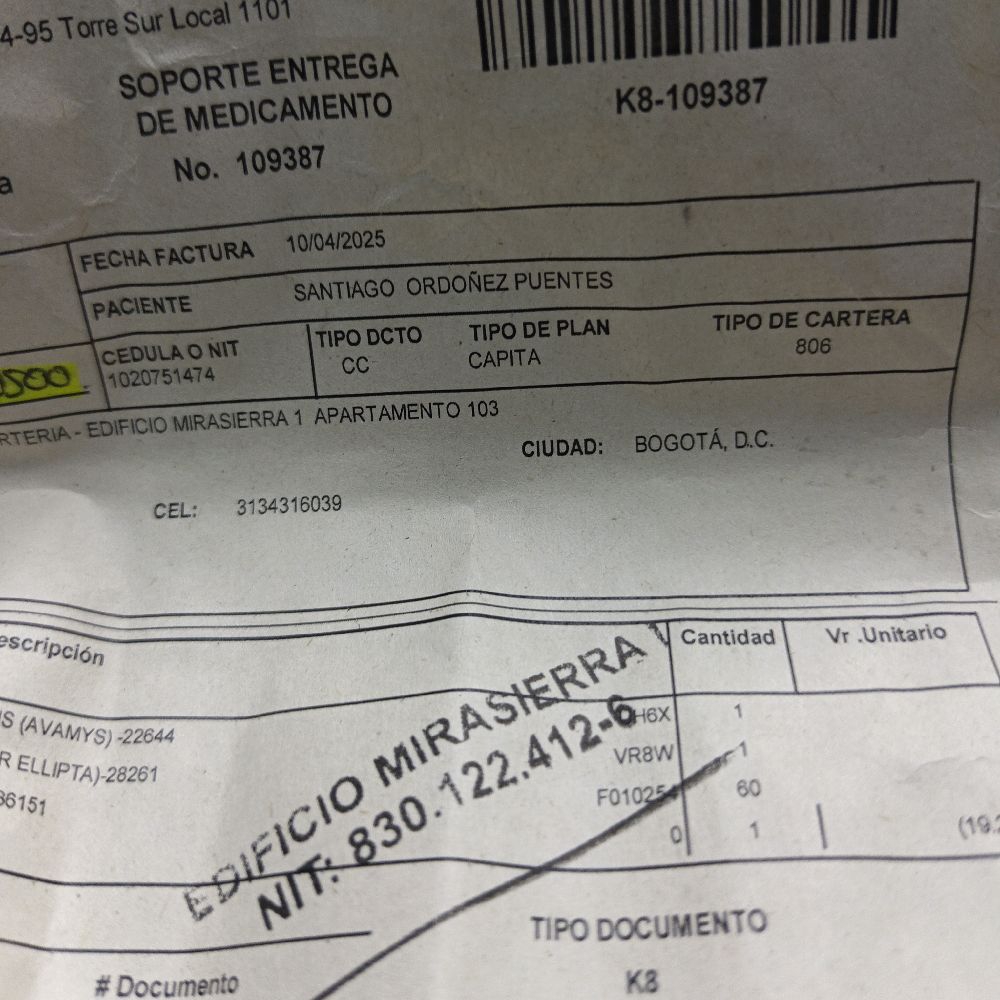 4-95 Torre Sur Local 1101
SOPORTE ENTREGA
DE MEDICAMENTO
No. 109387
K8-109387
a
FECHA FACTURA 10/04/2025
PACIENTE SANTIAGO ORDOÑEZ PUENTES
CEDULA O NIT TIPO DCTO TIPO DE PLAN TIPO DE CARTERA
1020751474 CC CAPITA 806
500
RTERIA - EDIFICIO MIRASIERRA 1 APARTAMENTO 103
CIUDAD: BOGOTÁ, D.C.
CEL: 3134316039
escripción Cantidad Vr .Unitario
S (AVAMYS) -22644 H6X 1
R ELLIPTA)-28261 VR8W 1
36151 F010254 60
0 1 (19.
EDIFICIO MIRASIERRA
NIT: 830.122.412-6
TIPO DOCUMENTO
# Documento K8